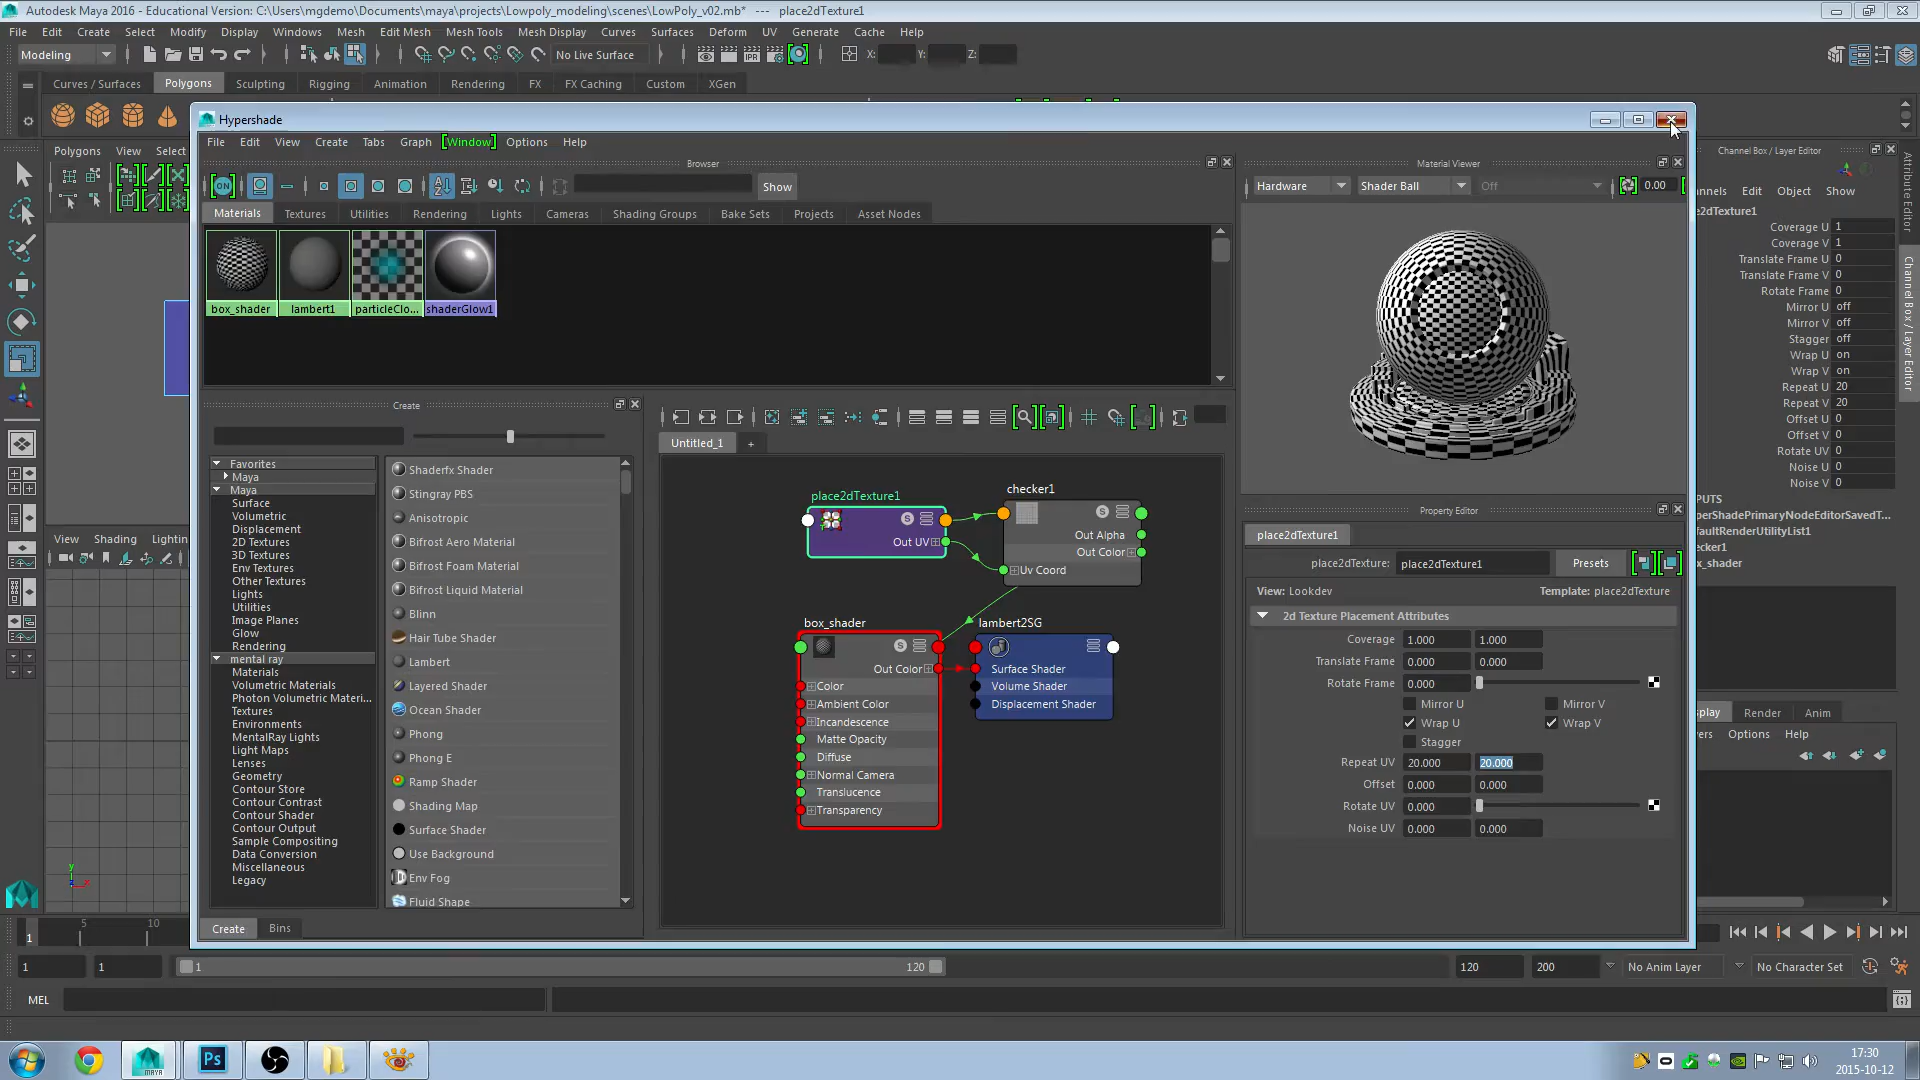 Autodesk Maya 2016 - Educational Version: C:\Users\mgdemo\Documents\maya\projects\Lowpoly_modeling\scenes\LowPoly_v02.mb* --- place2dTexture1
File Edit Create Select Modify Display Windows Mesh Edit Mesh Mesh Tools Mesh Display Curves Surfaces Deform UV Generate Cache Help
Modeling No Live Surface X: Y: Z:
Curves / Surfaces Polygons Sculpting Rigging Animation Rendering FX FX Caching Custom XGen
Hypershade
File Edit View Create Tabs Graph [Window] Options Help
Polygons View Select
Browser
ON Show
Materials Textures Utilities Rendering Lights Cameras Shading Groups Bake Sets Projects Asset Nodes
box_shader lambert1 particleClo... shaderGlow1
Material Viewer
Hardware Shader Ball Off 0.00
Channel Box / Layer Editor
nnels Edit Object Show
e2dTexture1
Coverage U 1
Coverage V 1
Translate Frame U 0
Translate Frame V 0
Rotate Frame 0
Mirror U off
Mirror V off
Stagger off
Wrap U on
Wrap V on
Repeat U 20
Repeat V 20
Offset U 0
Offset V 0
Rotate UV 0
Noise U 0
Noise V 0
PUTS
perShadePrimaryNodeEditorSavedT...
faultRenderUtilityList1
ecker1
x_shader
Attribute Editor
Channel Box / Layer Editor
Create
Favorites
Maya
Maya
Surface
Volumetric
Displacement
2D Textures
3D Textures
Env Textures
Other Textures
Lights
Utilities
Image Planes
Glow
Rendering
mental ray
Materials
Volumetric Materials
Photon Volumetric Materi...
Textures
Environments
MentalRay Lights
Light Maps
Lenses
Geometry
Contour Store
Contour Contrast
Contour Shader
Contour Output
Sample Compositing
Data Conversion
Miscellaneous
Legacy
Shaderfx Shader
Stingray PBS
Anisotropic
Bifrost Aero Material
Bifrost Foam Material
Bifrost Liquid Material
Blinn
Hair Tube Shader
Lambert
Layered Shader
Ocean Shader
Phong
Phong E
Ramp Shader
Shading Map
Surface Shader
Use Background
Env Fog
Fluid Shape
Create Bins
Untitled_1 +
place2dTexture1
Out UV
checker1
Out Alpha
Out Color
Uv Coord
box_shader
Out Color
Color
Ambient Color
Incandescence
Matte Opacity
Diffuse
Normal Camera
Translucence
Transparency
lambert2SG
Surface Shader
Volume Shader
Displacement Shader
Property Editor
place2dTexture1
place2dTexture: place2dTexture1 Presets
View: Lookdev Template: place2dTexture
2d Texture Placement Attributes
Coverage 1.000 1.000
Translate Frame 0.000 0.000
Rotate Frame 0.000
Mirror U Mirror V
Wrap U Wrap V
Stagger
Repeat UV 20.000 20.000
Offset 0.000 0.000
Rotate UV 0.000
Noise UV 0.000 0.000
View Shading Lightin
y x
play Render Anim
ers Options Help
1 5 10
1 1 1 120 120 200 No Anim Layer No Character Set
MEL
MAYA Ps
17:30
2015-10-12